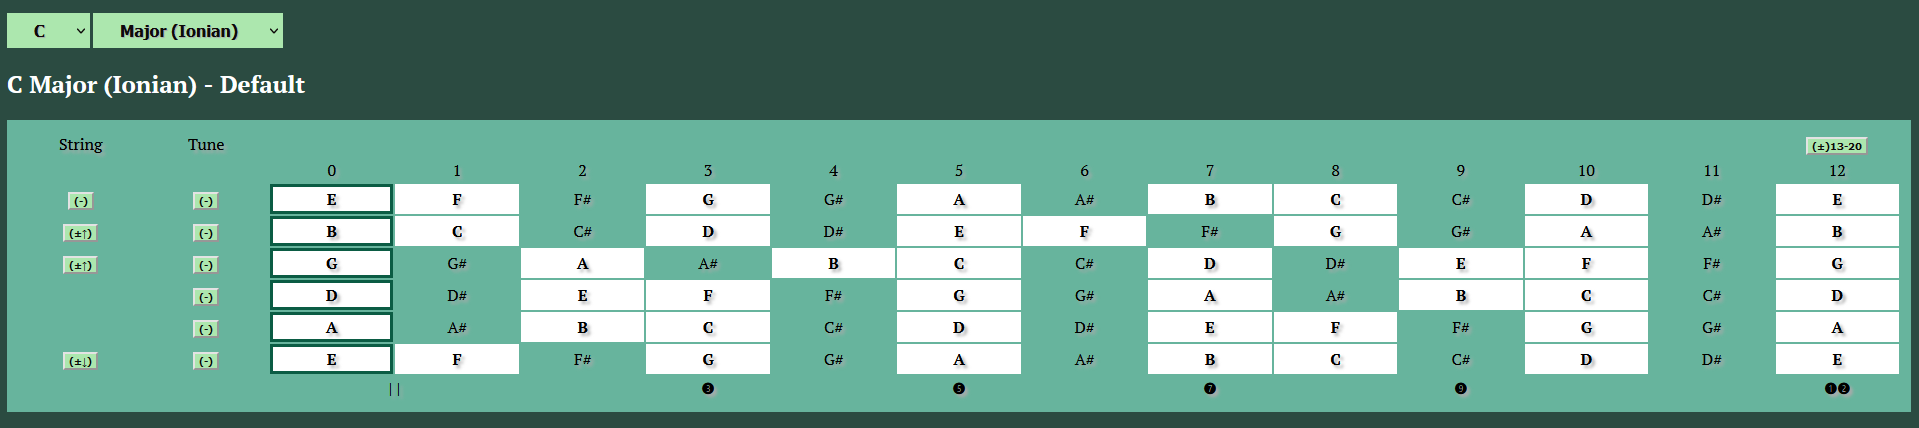 C Major (Ionian)
C Major (Ionian) - Default
String Tune (±)13-20
0 1 2 3 4 5 6 7 8 9 10 11 12
(-) (-) E F F# G G# A A# B C C# D D# E
(±↑) (-) B C C# D D# E F F# G G# A A# B
(±↑) (-) G G# A A# B C C# D D# E F F# G
(-) D D# E F F# G G# A A# B C C# D
(-) A A# B C C# D D# E F F# G G# A
(±↓) (-) E F F# G G# A A# B C C# D D# E
|| ❸ ❺ ❼ ❾ ❶❷